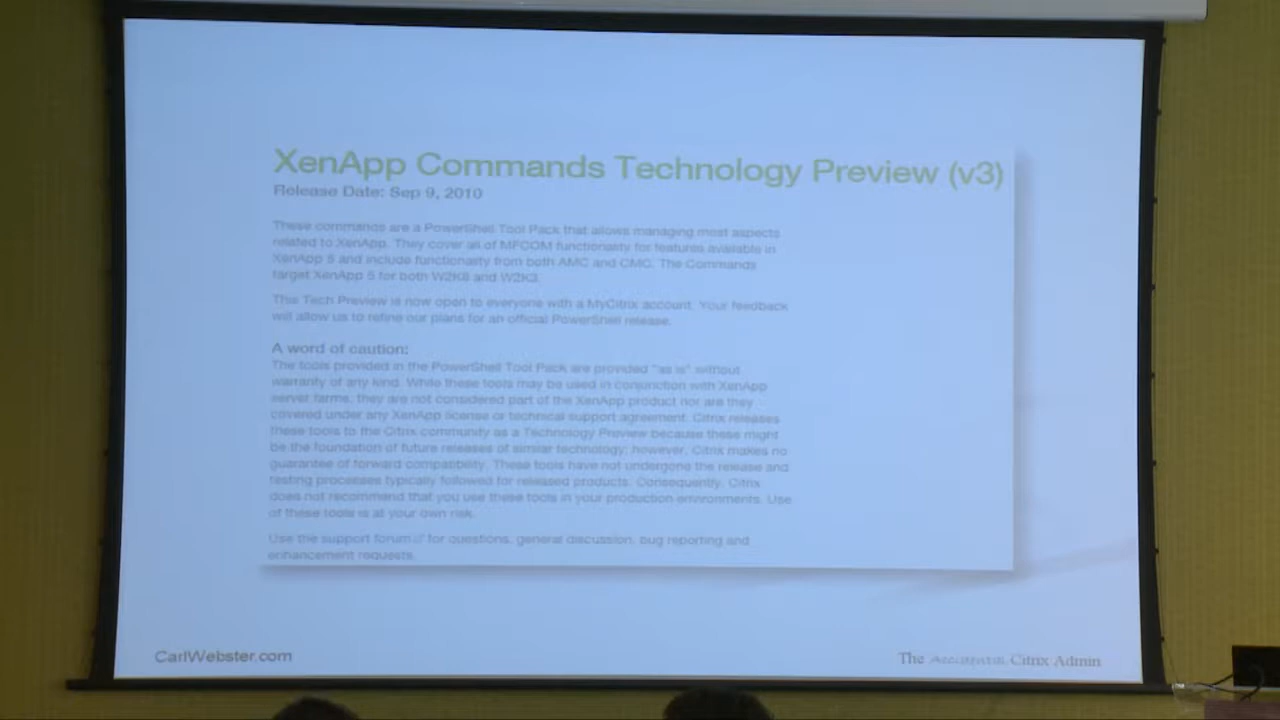 XenApp Commands Technology Preview (v3)
Release Date: Sep 9, 2010
These commands are a PowerShell Tool Pack that allows managing most aspects
related to XenApp. They cover all of MFCOM functionality for features available in
XenApp 5 and include functionality from both AMC and CMC. The Commands
target XenApp 5 for both W2K8 and W2K3.
This Tech Preview is now open to everyone with a MyCitrix account. Your feedback
will allow us to refine our plans for an official PowerShell release.
A word of caution:
The tools provided in the PowerShell Tool Pack are provided "as is" without
warranty of any kind. While these tools may be used in conjunction with XenApp
server farms, they are not considered part of the XenApp product nor are they
covered under any XenApp license or technical support agreement. Citrix releases
these tools to the Citrix community as a Technology Preview because these might
be the foundation of future releases of similar technology; however, Citrix makes no
guarantee of forward compatibility. These tools have not undergone the release and
testing processes typically followed for released products. Consequently, Citrix
does not recommend that you use these tools in your production environments. Use
of these tools is at your own risk.
Use the support forum for questions, general discussion, bug reporting and
enhancement requests.
CarlWebster.com
The Accidental Citrix Admin